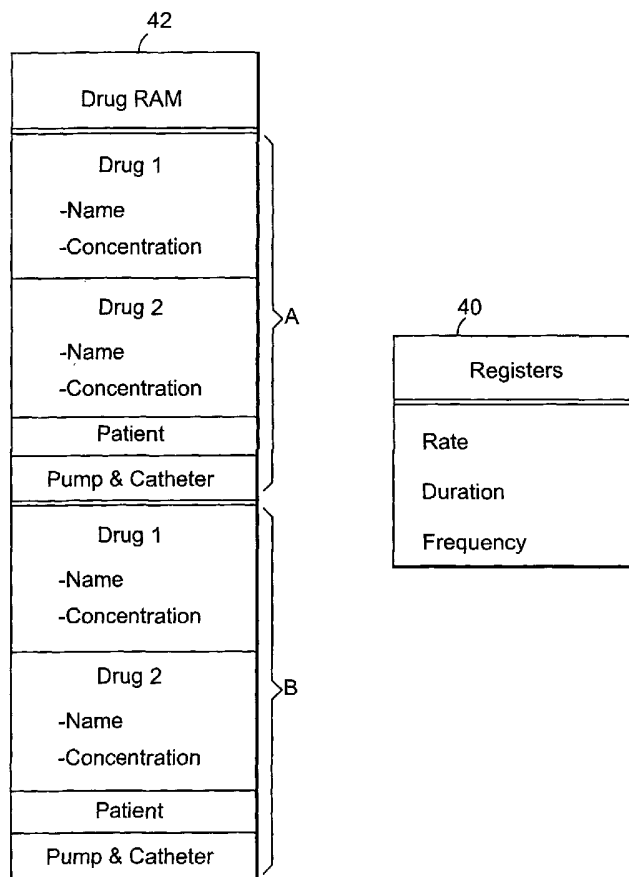 42
Drug RAM
Drug 1
-Name
-Concentration
Drug 2
-Name
-Concentration
Patient
Pump & Catheter
A
Drug 1
-Name
-Concentration
Drug 2
-Name
-Concentration
Patient
Pump & Catheter
B
40
Registers
Rate
Duration
Frequency